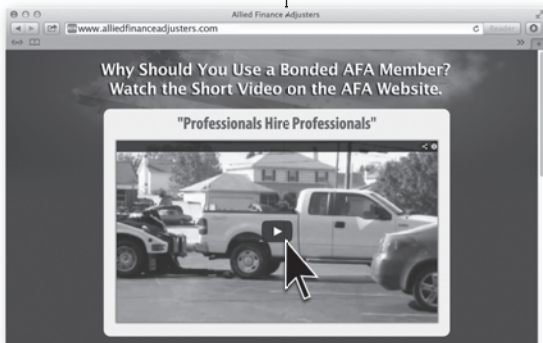 Allied Finance Adjusters
www.alliedfinanceadjusters.com
Reader
Why Should You Use a Bonded AFA Member?
Watch the Short Video on the AFA Website.
"Professionals Hire Professionals"